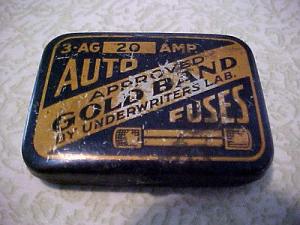 3-AG 20 AMP
AUTO
APPROVED
GOLD BAND
BY UNDERWRITERS LAB.
FUSES